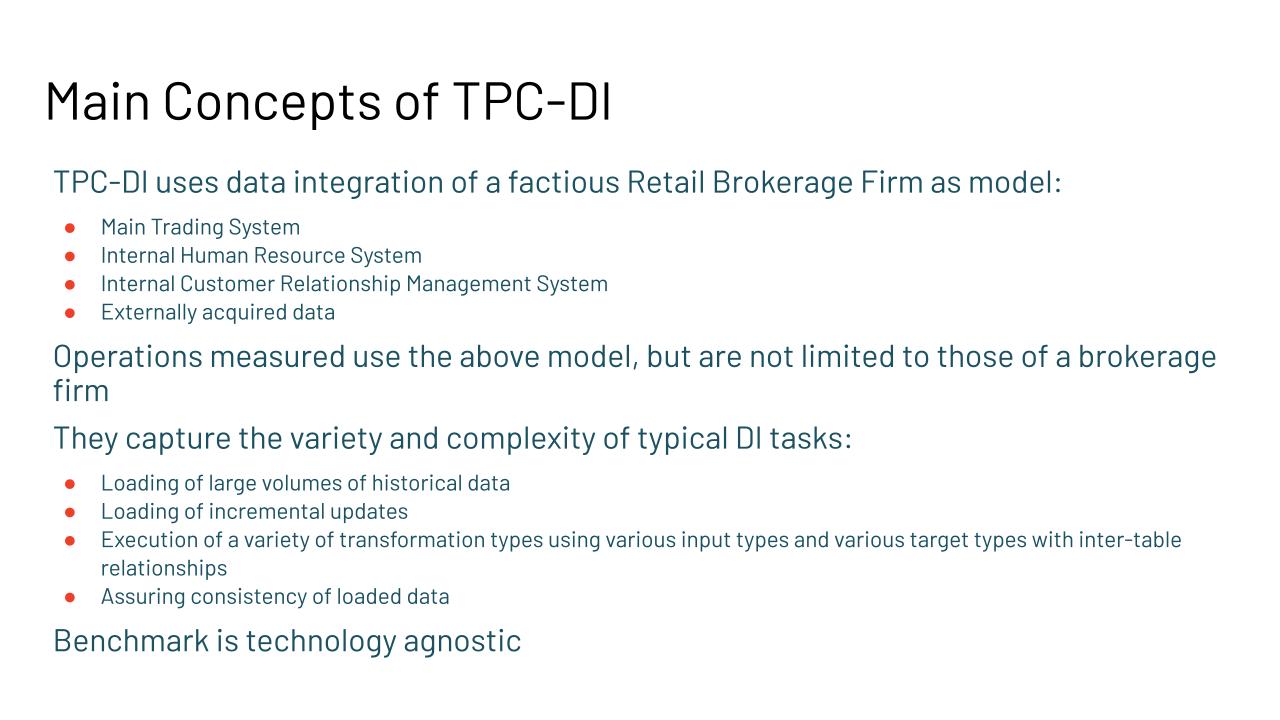 Main Concepts of TPC-DI
TPC-DI uses data integration of a factious Retail Brokerage Firm as model:
● Main Trading System
● Internal Human Resource System
● Internal Customer Relationship Management System
● Externally acquired data
Operations measured use the above model, but are not limited to those of a brokerage
firm
They capture the variety and complexity of typical DI tasks:
● Loading of large volumes of historical data
● Loading of incremental updates
● Execution of a variety of transformation types using various input types and various target types with inter-table
relationships
● Assuring consistency of loaded data
Benchmark is technology agnostic